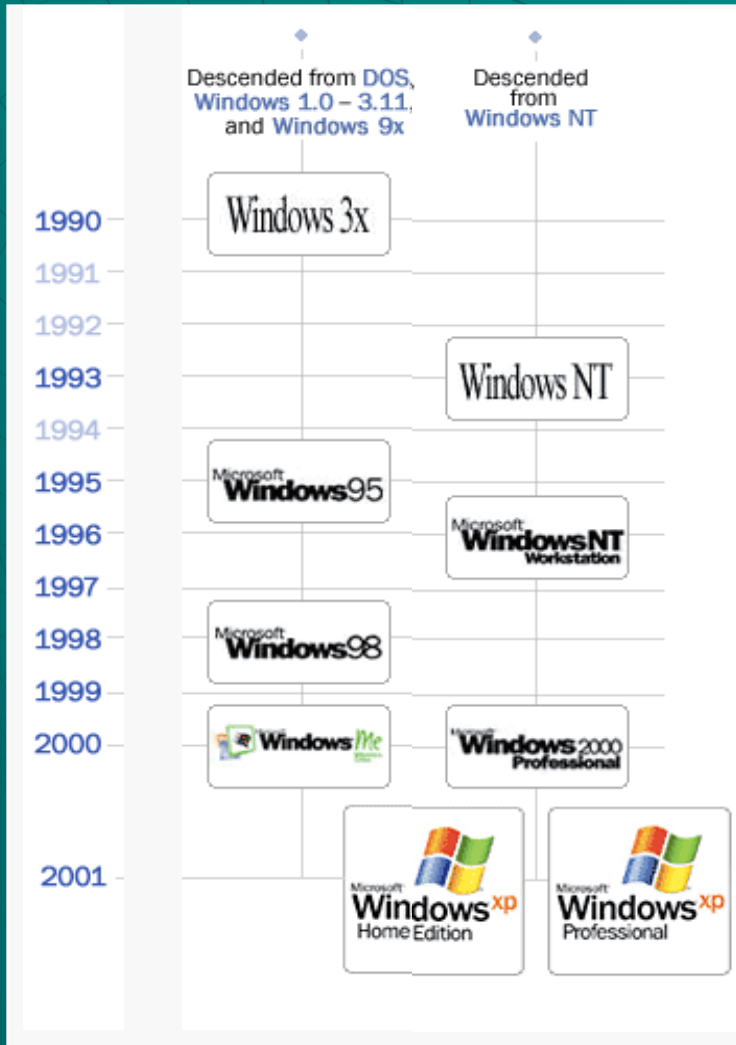 Descended from DOS,
Windows 1.0 – 3.11,
and Windows 9x
Descended
from
Windows NT
1990
Windows 3x
1991
1992
1993
Windows NT
1994
1995
Microsoft
Windows95
1996
Microsoft
WindowsNT
Workstation
1997
1998
Microsoft
Windows98
1999
2000
Windows Me
Microsoft
Windows 2000
Professional
2001
Microsoft
Windows xp
Home Edition
Microsoft
Windows xp
Professional